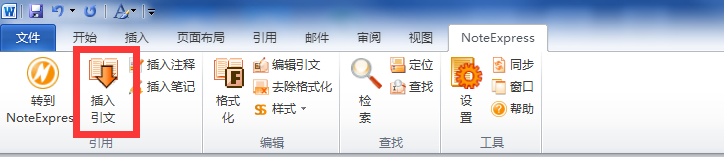 文件 开始 插入 页面布局 引用 邮件 审阅 视图 NoteExpress
转到
NoteExpress
插入
引文
插入注释
插入笔记
引用
格式
化
编辑引文
去除格式化
样式
编辑
检
索
定位
查找
查找
设
置
同步
窗口
帮助
工具